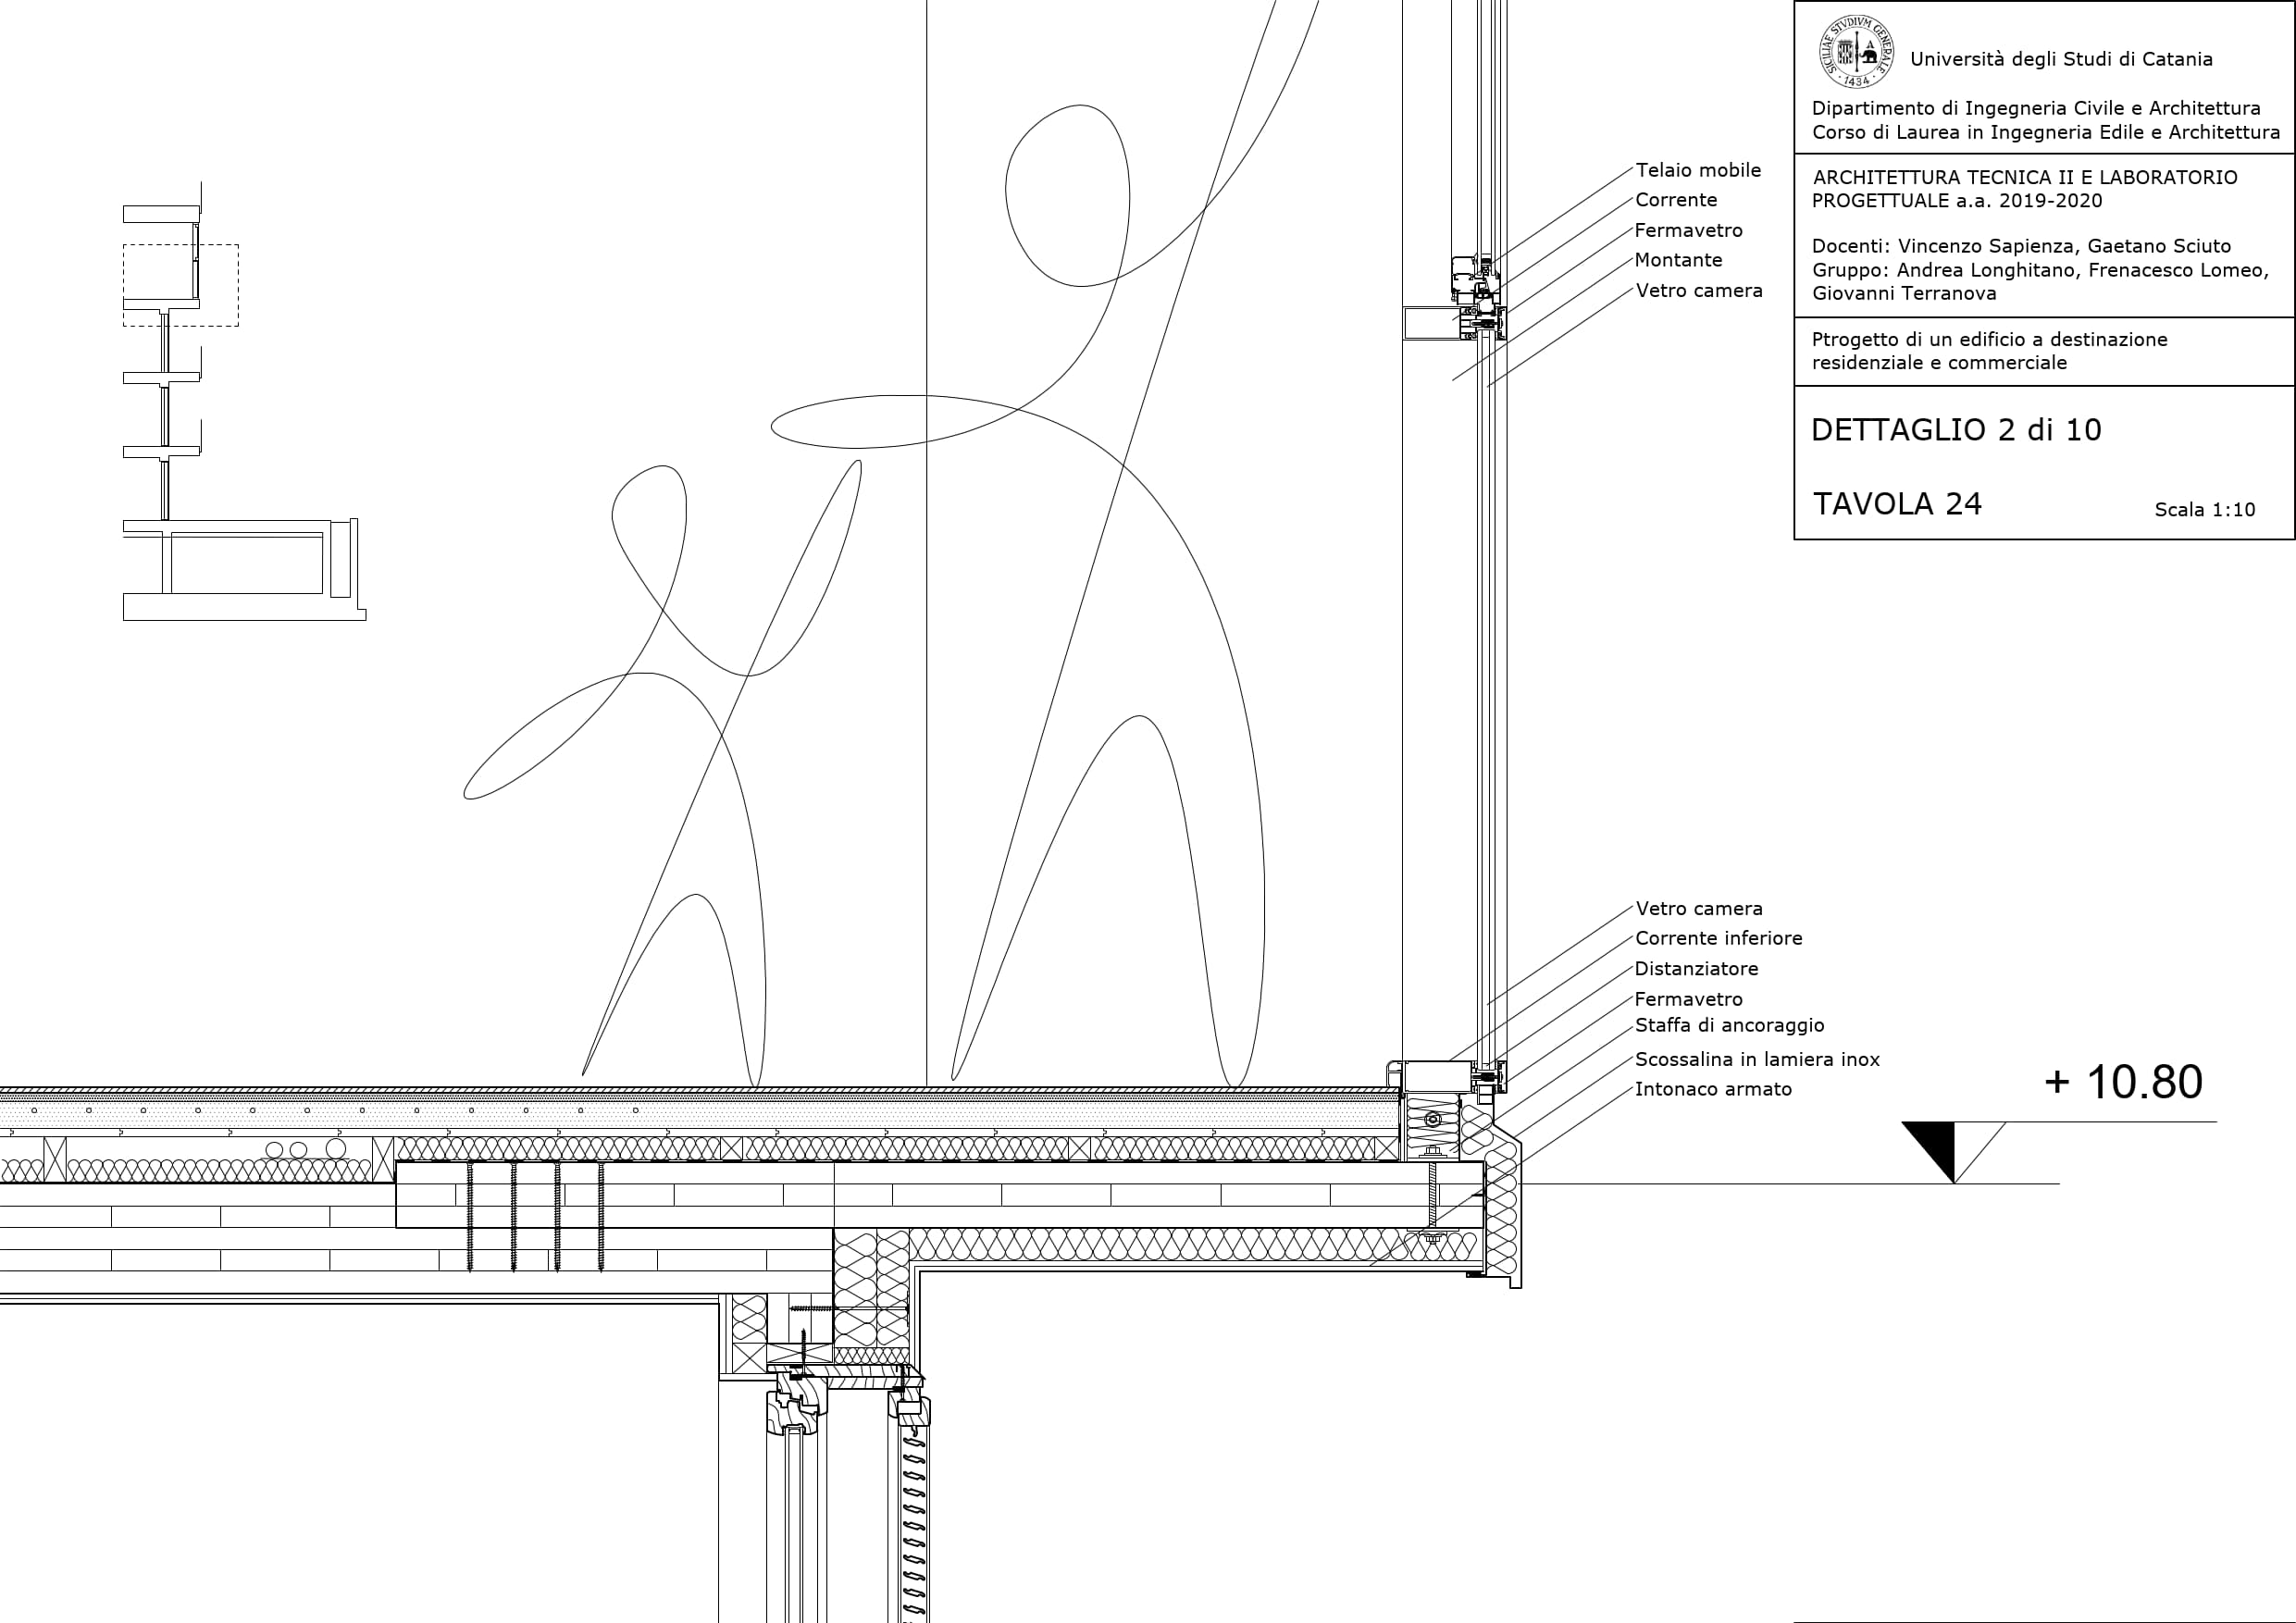 SICILIAE STVDIVM GENERALE
· 1434 ·
Università degli Studi di Catania
Dipartimento di Ingegneria Civile e Architettura
Corso di Laurea in Ingegneria Edile e Architettura
ARCHITETTURA TECNICA II E LABORATORIO
PROGETTUALE a.a. 2019-2020
Docenti: Vincenzo Sapienza, Gaetano Sciuto
Gruppo: Andrea Longhitano, Frenacesco Lomeo,
Giovanni Terranova
Ptrogetto di un edificio a destinazione
residenziale e commerciale
DETTAGLIO 2 di 10
TAVOLA 24
Scala 1:10
Telaio mobile
Corrente
Fermavetro
Montante
Vetro camera
Vetro camera
Corrente inferiore
Distanziatore
Fermavetro
Staffa di ancoraggio
Scossalina in lamiera inox
Intonaco armato
+ 10.80